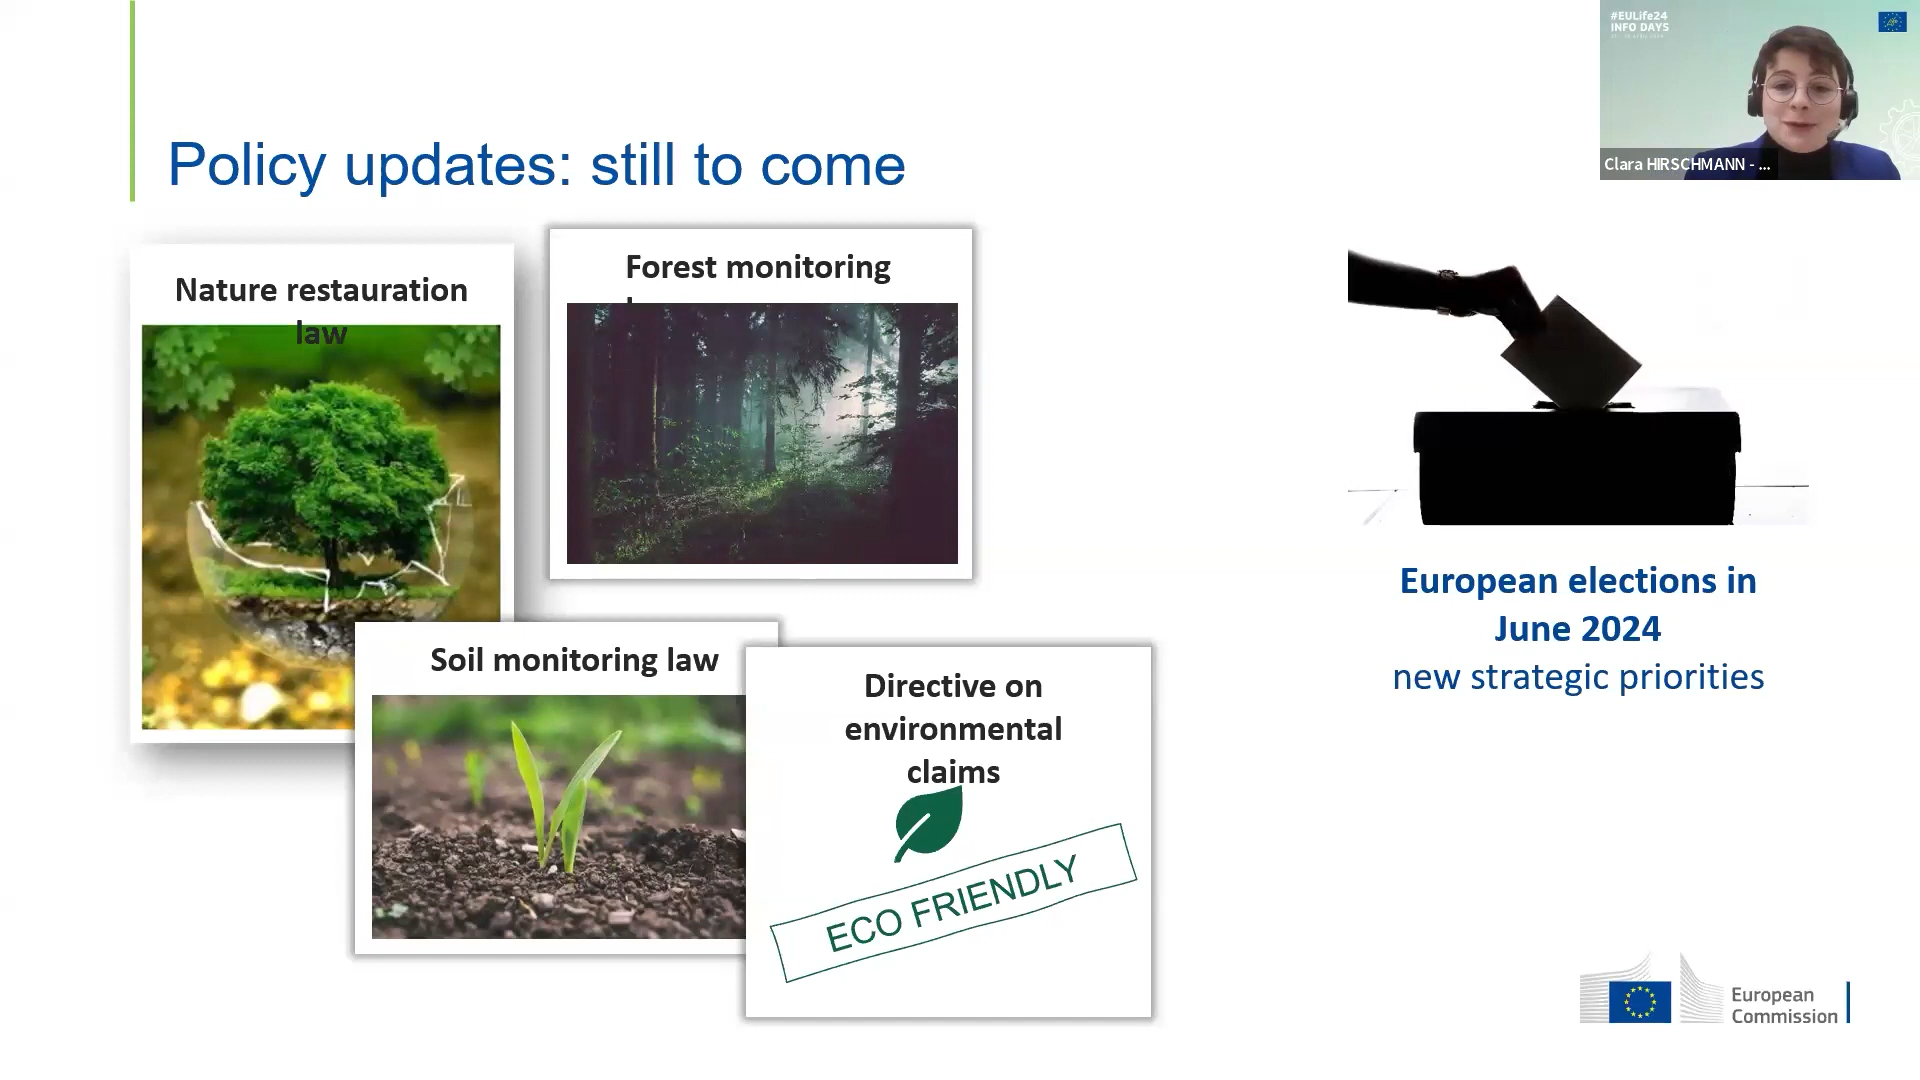 #EULife24
INFO DAYS
Clara HIRSCHMANN - ...
Policy updates: still to come
Nature restauration
law
Forest monitoring
Soil monitoring law
Directive on
environmental
claims
ECO FRIENDLY
European elections in
June 2024
new strategic priorities
European
Commission